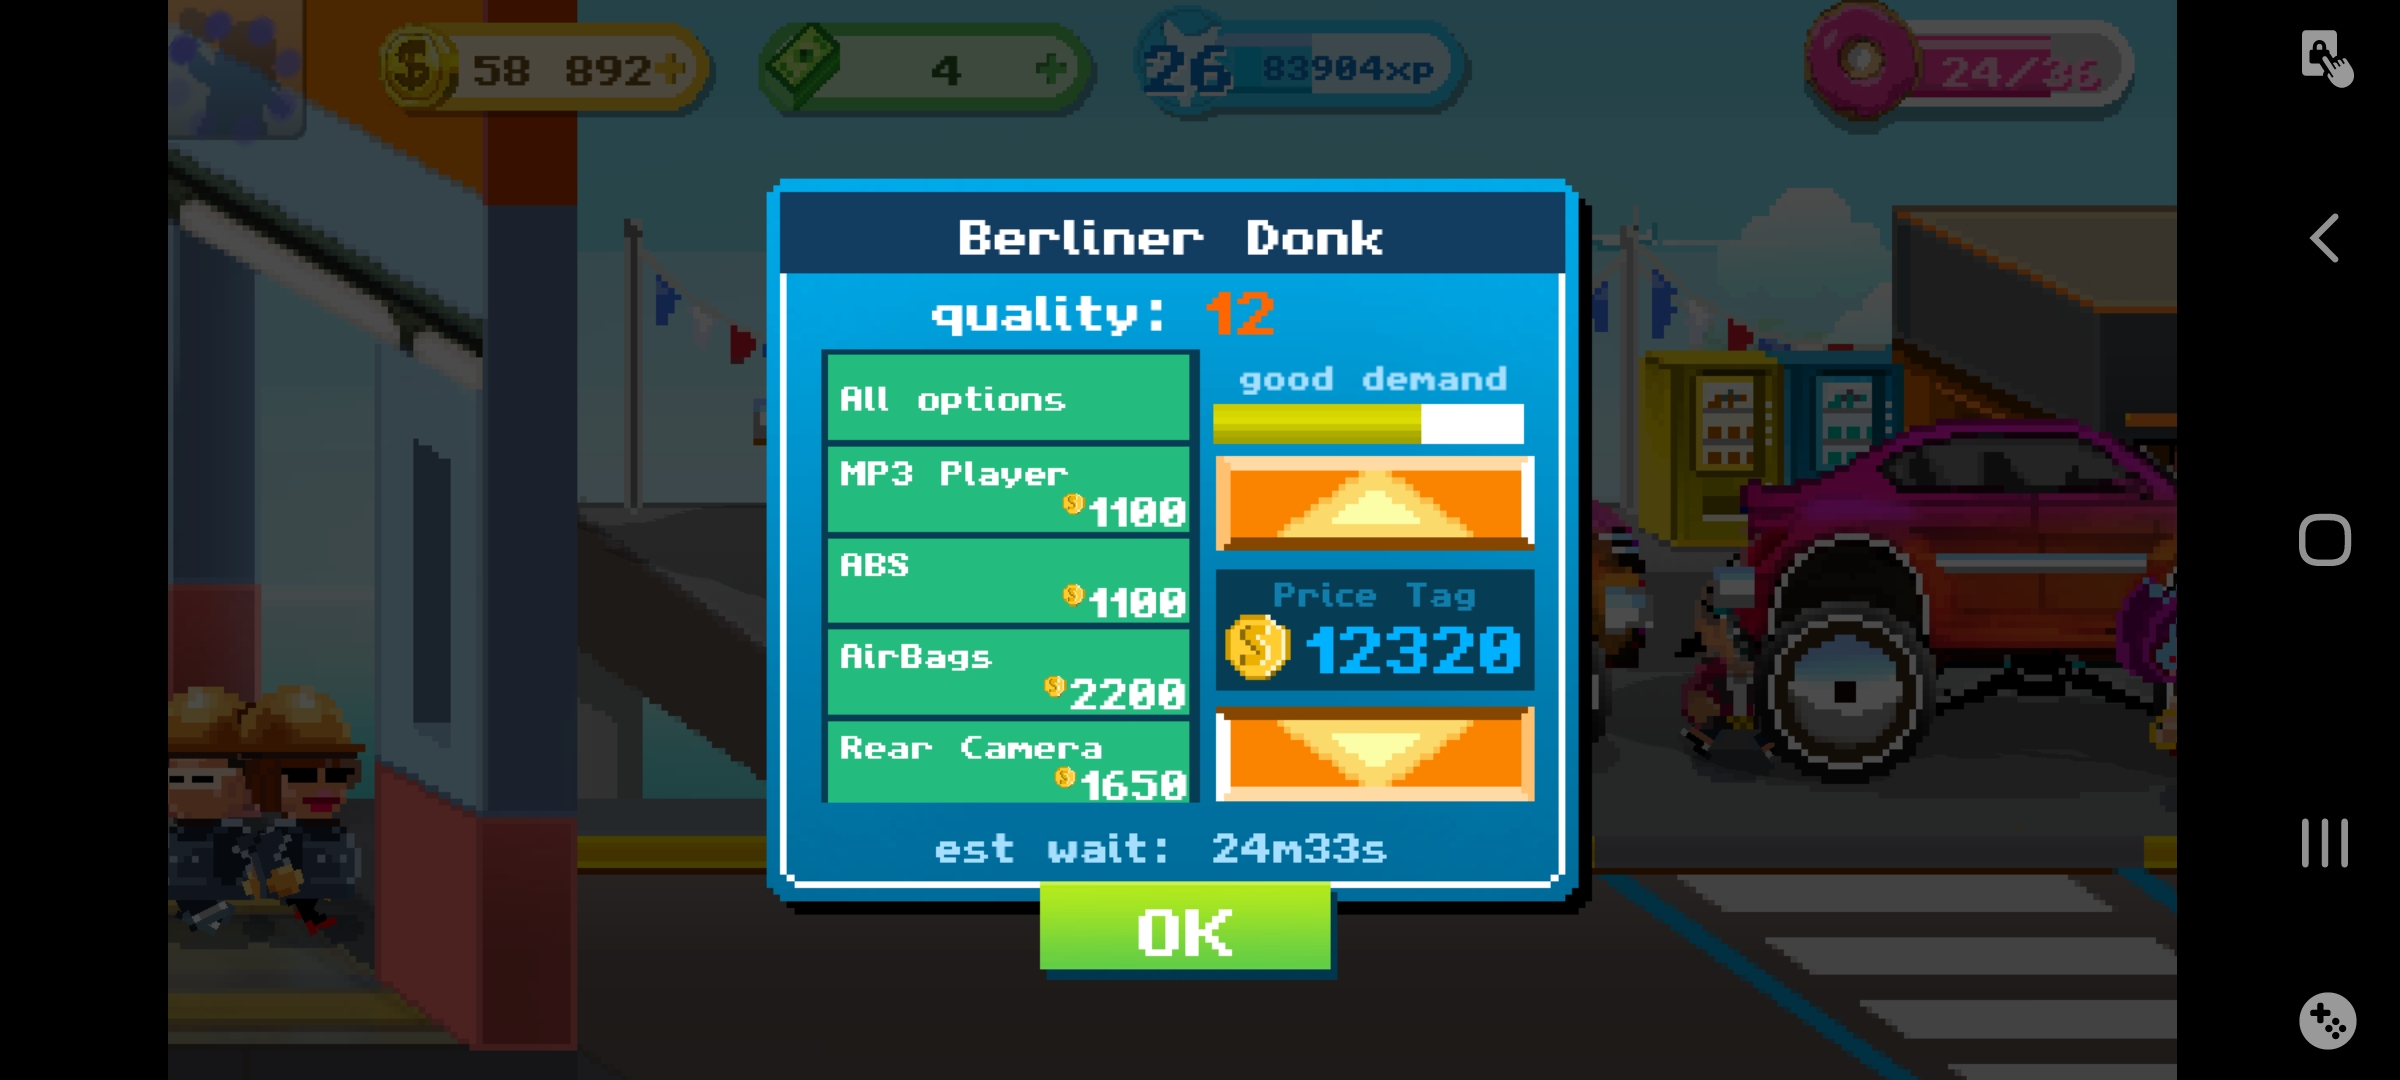 58 892+
4 +
26 83904xp
24/36
Berliner Donk
quality: 12
good demand
All options
MP3 Player
1100
ABS
1100
AirBags
2200
Rear Camera
1650
Price Tag
12320
est wait: 24m33s
OK